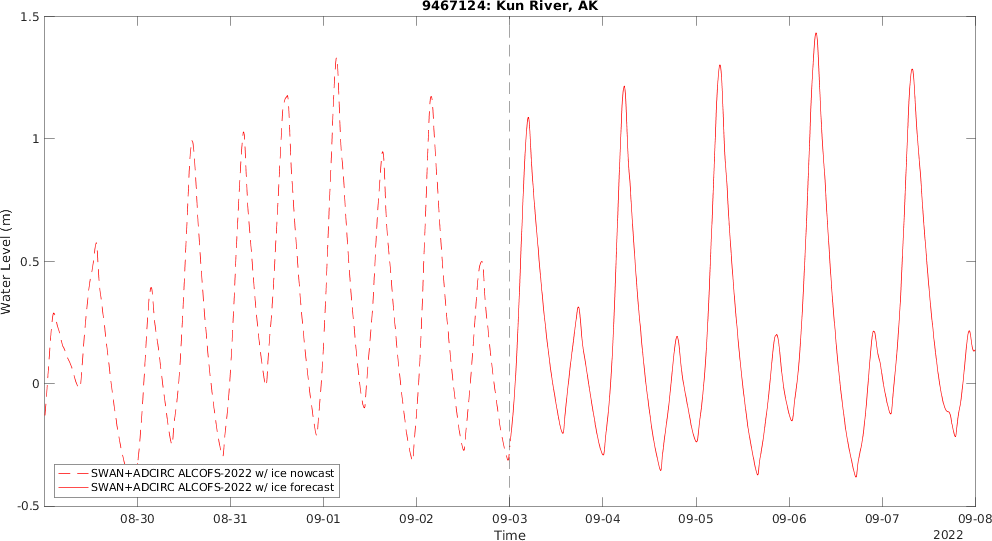 9467124: Kun River, AK
1.5
1
0.5
0
-0.5
Water Level (m)
SWAN+ADCIRC ALCOFS-2022 w/ ice nowcast
SWAN+ADCIRC ALCOFS-2022 w/ ice forecast
08-30 08-31 09-01 09-02 09-03 09-04 09-05 09-06 09-07 09-08
Time
2022